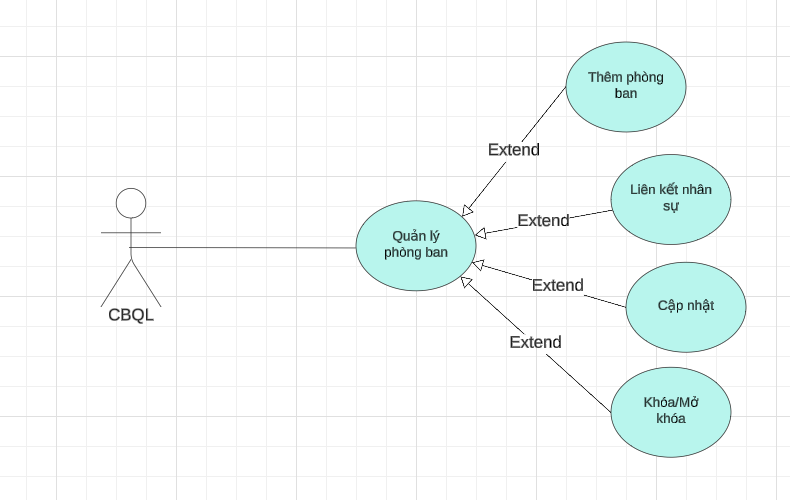 Thêm phòng
ban
Extend
Liên kết nhân
sự
Extend
Quản lý
phòng ban
Extend
Cập nhật
CBQL
Extend
Khóa/Mở
khóa